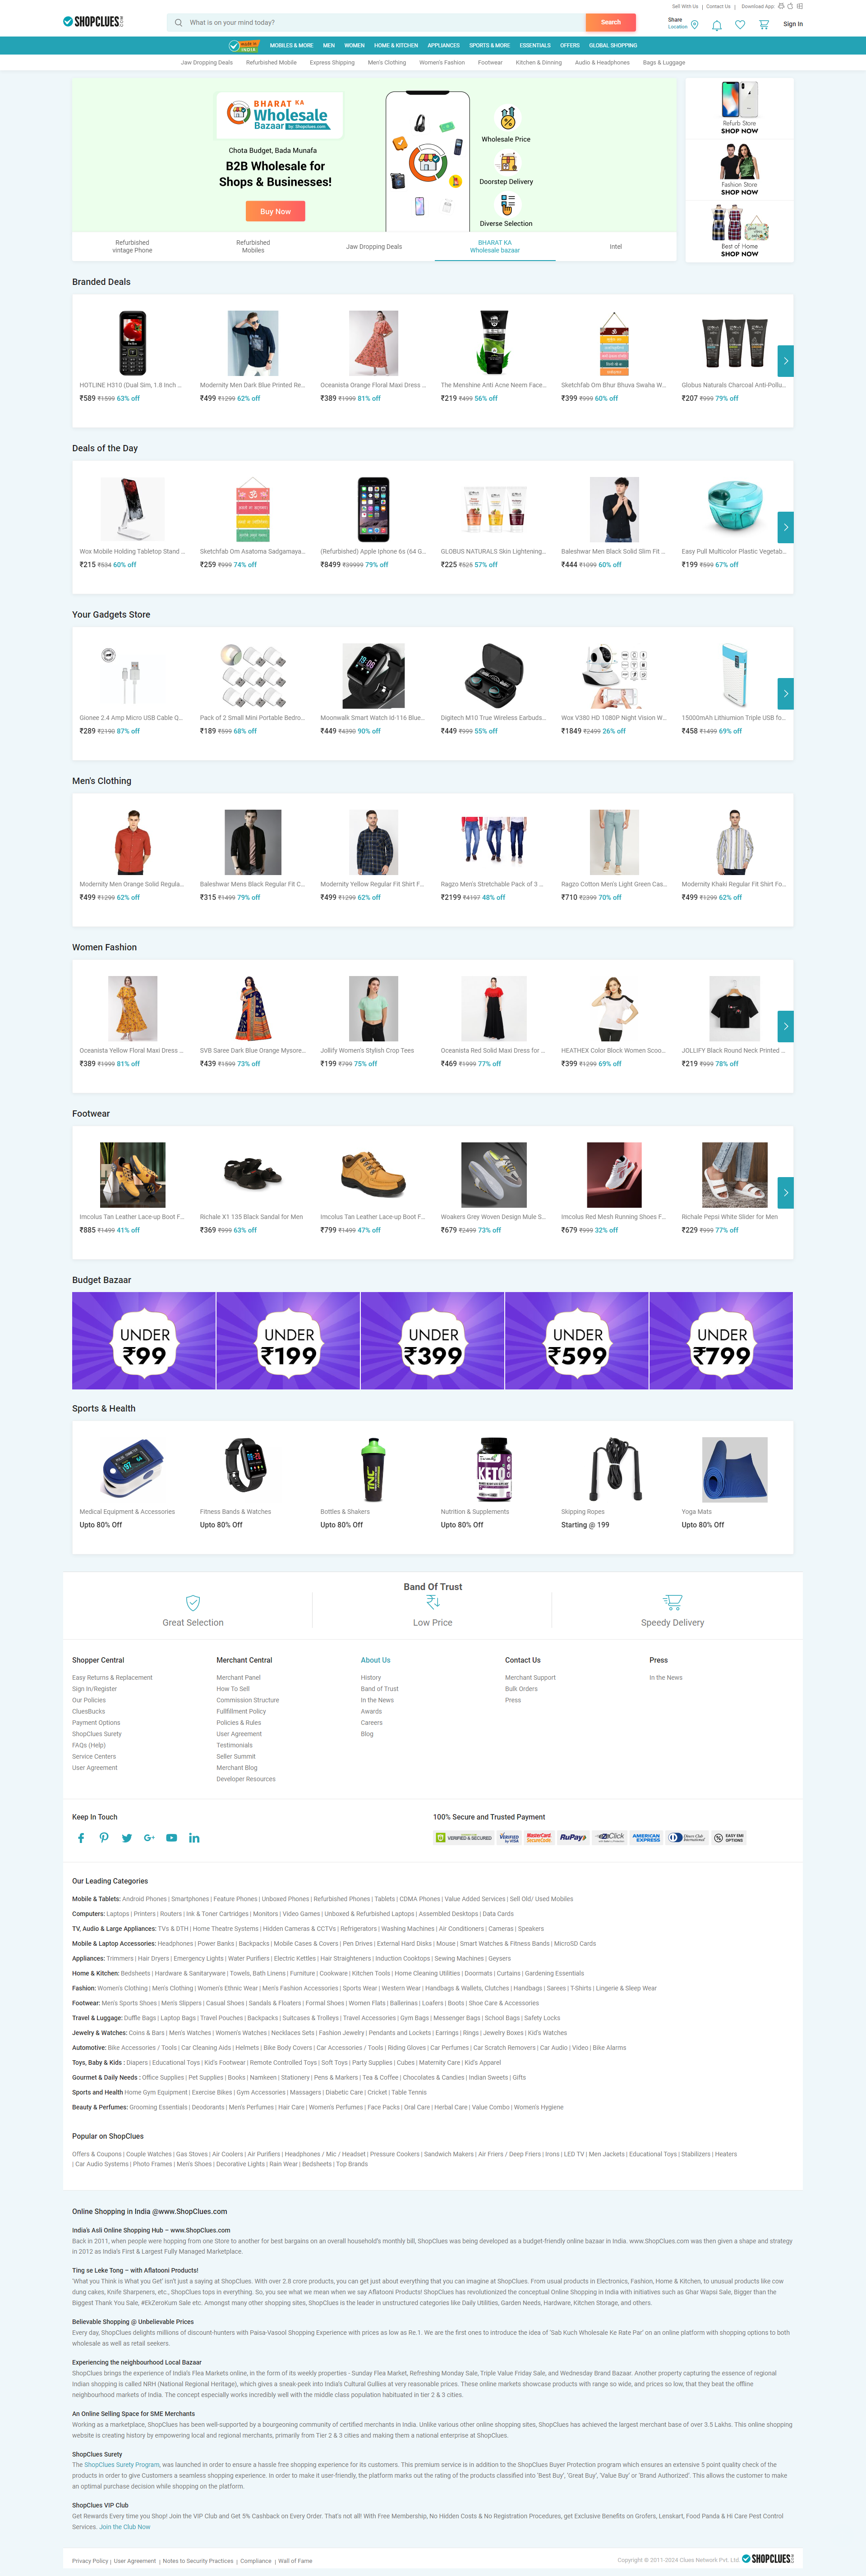 Sell With Us | Contact Us | Download App
SHOPCLUES
What is on your mind today?
Search
Share
Location
Sign In
MOBILES & MORE MEN WOMEN HOME & KITCHEN APPLIANCES SPORTS & MORE ESSENTIALS OFFERS GLOBAL SHOPPING
Jaw Dropping Deals Refurbished Mobile Express Shipping Men's Clothing Women's Fashion Footwear Kitchen & Dinning Audio & Headphones Bags & Luggage
BHARAT KA
Wholesale
Bazaar by Shopclues.com
Chota Budget, Bada Munafa
B2B Wholesale for
Shops & Businesses!
Buy Now
Wholesale Price
Doorstep Delivery
Diverse Selection
Refurb Store
SHOP NOW
Fashion Store
SHOP NOW
Best of Home
SHOP NOW
Refurbished
vintage Phone
Refurbished
Mobiles
Jaw Dropping Deals
BHARAT KA
Wholesale bazaar
Intel
Branded Deals
HOTLINE H310 (Dual Sim, 1.8 Inch ...
Modernity Men Dark Blue Printed Re...
Oceanista Orange Floral Maxi Dress ...
The Menshine Anti Acne Neem Face...
Sketchfab Om Bhur Bhuva Swaha W...
Globus Naturals Charcoal Anti-Pollu...
₹589 ₹1599 63% off
₹499 ₹1299 62% off
₹389 ₹1999 81% off
₹219 ₹499 56% off
₹399 ₹999 60% off
₹207 ₹999 79% off
Deals of the Day
Wox Mobile Holding Tabletop Stand ...
Sketchfab Om Asatoma Sadgamaya...
(Refurbished) Apple Iphone 6s (64 G...
GLOBUS NATURALS Skin Lightening...
Baleshwar Men Black Solid Slim Fit ...
Easy Pull Multicolor Plastic Vegetab...
₹215 ₹534 60% off
₹259 ₹999 74% off
₹8499 ₹39999 79% off
₹225 ₹525 57% off
₹444 ₹1099 60% off
₹199 ₹599 67% off
Your Gadgets Store
Gionee 2.4 Amp Micro USB Cable Q...
Pack of 2 Small Mini Portable Bedro...
Moonwalk Smart Watch Id-116 Blue...
Digitech M10 True Wireless Earbuds...
Wox V380 HD 1080P Night Vision W...
15000mAh Lithiumion Triple USB fo...
₹289 ₹2190 87% off
₹189 ₹599 68% off
₹449 ₹4390 90% off
₹449 ₹999 55% off
₹1849 ₹2499 26% off
₹458 ₹1499 69% off
Men's Clothing
Modernity Men Orange Solid Regula...
Baleshwar Mens Black Regular Fit C...
Modernity Yellow Regular Fit Shirt F...
Ragzo Men's Stretchable Pack of 3 ...
Ragzo Cotton Men's Light Green Cas...
Modernity Khaki Regular Fit Shirt Fo...
₹499 ₹1299 62% off
₹315 ₹1499 79% off
₹499 ₹1299 62% off
₹2199 ₹4197 48% off
₹710 ₹2399 70% off
₹499 ₹1299 62% off
Women Fashion
Oceanista Yellow Floral Maxi Dress ...
SVB Saree Dark Blue Orange Mysore...
Jollify Women's Stylish Crop Tees
Oceanista Red Solid Maxi Dress for ...
HEATHEX Color Block Women Scoo...
JOLLIFY Black Round Neck Printed ...
₹389 ₹1999 81% off
₹439 ₹1599 73% off
₹199 ₹799 75% off
₹469 ₹1999 77% off
₹399 ₹1299 69% off
₹219 ₹999 78% off
Footwear
Imcolus Tan Leather Lace-up Boot F...
Richale X1 135 Black Sandal for Men
Imcolus Tan Leather Lace-up Boot F...
Woakers Grey Woven Design Mule S...
Imcolus Red Mesh Running Shoes F...
Richale Pepsi White Slider for Men
₹885 ₹1499 41% off
₹369 ₹999 63% off
₹799 ₹1499 47% off
₹679 ₹2499 73% off
₹679 ₹999 32% off
₹229 ₹999 77% off
Budget Bazaar
UNDER
₹99
UNDER
₹199
UNDER
₹399
UNDER
₹599
UNDER
₹799
Sports & Health
Medical Equipment & Accessories
Fitness Bands & Watches
Bottles & Shakers
Nutrition & Supplements
Skipping Ropes
Yoga Mats
Upto 80% Off
Upto 80% Off
Upto 80% Off
Upto 80% Off
Starting @ 199
Upto 80% Off
Band Of Trust
Great Selection
Low Price
Speedy Delivery
Shopper Central
Easy Returns & Replacement
Sign In/Register
Our Policies
CluesBucks
Payment Options
ShopClues Surety
FAQs (Help)
Service Centers
User Agreement
Merchant Central
Merchant Panel
How To Sell
Commission Structure
Fullfillment Policy
Policies & Rules
User Agreement
Testimonials
Seller Summit
Merchant Blog
Developer Resources
About Us
History
Band of Trust
In the News
Awards
Careers
Blog
Contact Us
Merchant Support
Bulk Orders
Press
Press
In the News
Keep In Touch
100% Secure and Trusted Payment
VERIFIED & SECURED
VERIFIED by VISA
MasterCard SecureCode
RuPay
eZClick
AMERICAN EXPRESS
Diners Club International
EASY EMI OPTIONS
Our Leading Categories
Mobile & Tablets: Android Phones | Smartphones | Feature Phones | Unboxed Phones | Refurbished Phones | Tablets | CDMA Phones | Value Added Services | Sell Old/ Used Mobiles
Computers: Laptops | Printers | Routers | Ink & Toner Cartridges | Monitors | Video Games | Unboxed & Refurbished Laptops | Assembled Desktops | Data Cards
TV, Audio & Large Appliances: TVs & DTH | Home Theatre Systems | Hidden Cameras & CCTVs | Refrigerators | Washing Machines | Air Conditioners | Cameras | Speakers
Mobile & Laptop Accessories: Headphones | Power Banks | Backpacks | Mobile Cases & Covers | Pen Drives | External Hard Disks | Mouse | Smart Watches & Fitness Bands | MicroSD Cards
Appliances: Trimmers | Hair Dryers | Emergency Lights | Water Purifiers | Electric Kettles | Hair Straighteners | Induction Cooktops | Sewing Machines | Geysers
Home & Kitchen: Bedsheets | Hardware & Sanitaryware | Towels, Bath Linens | Furniture | Cookware | Kitchen Tools | Home Cleaning Utilities | Doormats | Curtains | Gardening Essentials
Fashion: Women's Clothing | Men's Clothing | Women's Ethnic Wear | Men's Fashion Accessories | Sports Wear | Western Wear | Handbags & Wallets, Clutches | Handbags | Sarees | T-Shirts | Lingerie & Sleep Wear
Footwear: Men's Sports Shoes | Men's Slippers | Casual Shoes | Sandals & Floaters | Formal Shoes | Women Flats | Ballerinas | Loafers | Boots | Shoe Care & Accessories
Travel & Luggage: Duffle Bags | Laptop Bags | Travel Pouches | Backpacks | Suitcases & Trolleys | Travel Accessories | Gym Bags | Messenger Bags | School Bags | Safety Locks
Jewelry & Watches: Coins & Bars | Men's Watches | Women's Watches | Necklaces Sets | Fashion Jewelry | Pendants and Lockets | Earrings | Rings | Jewelry Boxes | Kid's Watches
Automotive: Bike Accessories / Tools | Car Cleaning Aids | Helmets | Bike Body Covers | Car Accessories / Tools | Riding Gloves | Car Perfumes | Car Scratch Removers | Car Audio | Video | Bike Alarms
Toys, Baby & Kids : Diapers | Educational Toys | Kid's Footwear | Remote Controlled Toys | Soft Toys | Party Supplies | Cubes | Maternity Care | Kid's Apparel
Gourmet & Daily Needs : Office Supplies | Pet Supplies | Books | Namkeen | Stationery | Pens & Markers | Tea & Coffee | Chocolates & Candies | Indian Sweets | Gifts
Sports and Health Home Gym Equipment | Exercise Bikes | Gym Accessories | Massagers | Diabetic Care | Cricket | Table Tennis
Beauty & Perfumes: Grooming Essentials | Deodorants | Men's Perfumes | Hair Care | Women's Perfumes | Face Packs | Oral Care | Herbal Care | Value Combo | Women's Hygiene
Popular on ShopClues
Offers & Coupons | Couple Watches | Gas Stoves | Air Coolers | Air Purifiers | Headphones / Mic / Headset | Pressure Cookers | Sandwich Makers | Air Friers / Deep Friers | Irons | LED TV | Men Jackets | Educational Toys | Stabilizers | Heaters
| Car Audio Systems | Photo Frames | Men's Shoes | Decorative Lights | Rain Wear | Bedsheets | Top Brands
Online Shopping in India @www.ShopClues.com
India's Asli Online Shopping Hub – www.ShopClues.com
Back in 2011, when people were hopping from one Store to another for best bargains on an overall household's monthly bill, ShopClues was being developed as a budget-friendly online bazaar in India. www.ShopClues.com was then given a shape and strategy
in 2012 as India's First & Largest Fully Managed Marketplace.
Ting se Leke Tong – with Aflatooni Products!
'What you Think is What you Get' isn't just a saying at ShopClues. With over 2.8 crore products, you can get just about everything that you can imagine at ShopClues. From usual products in Electronics, Fashion, Home & Kitchen, to unusual products like cow
dung cakes, Knife Sharpeners, etc., ShopClues tops in everything. So, you see what we mean when we say Aflatooni Products! ShopClues has revolutionized the conceptual Online Shopping in India with initiatives such as Ghar Wapsi Sale, Bigger than the
Biggest Thank You Sale, #EkZeroKum Sale etc. Amongst many other shopping sites, ShopClues is the leader in unstructured categories like Daily Utilities, Garden Needs, Hardware, Kitchen Storage, and others.
Believable Shopping @ Unbelievable Prices
Every day, ShopClues delights millions of discount-hunters with Paisa-Vasool Shopping Experience with prices as low as Re.1. We are the first ones to introduce the idea of 'Sab Kuch Wholesale Ke Rate Par' on an online platform with shopping options to both
wholesale as well as retail seekers.
Experiencing the neighbourhood Local Bazaar
ShopClues brings the experience of India's Flea Markets online, in the form of its weekly properties - Sunday Flea Market, Refreshing Monday Sale, Triple Value Friday Sale, and Wednesday Brand Bazaar. Another property capturing the essence of regional
Indian shopping is called NRH (National Regional Heritage), which gives a sneak-peek into India's Cultural Gullies at very reasonable prices. These online markets showcase products with range so wide, and prices so low, that they beat the offline
neighbourhood markets of India. The concept especially works incredibly well with the middle class population habituated in tier 2 & 3 cities.
An Online Selling Space for SME Merchants
Working as a marketplace, ShopClues has been well-supported by a bourgeoning community of certified merchants in India. Unlike various other online shopping sites, ShopClues has achieved the largest merchant base of over 3.5 Lakhs. This online shopping
website is creating history by empowering local and regional merchants, primarily from Tier 2 & 3 cities and making them a national enterprise at ShopClues.
ShopClues Surety
The ShopClues Surety Program, was launched in order to ensure a hassle free shopping experience for its customers. This premium service is in addition to the ShopClues Buyer Protection program which ensures an extensive 5 point quality check of the
products in order to give Customers a seamless shopping experience. In order to make it user-friendly, the platform marks out the rating of the products classified into 'Best Buy', 'Great Buy', 'Value Buy' or 'Brand Authorized'. This allows the customer to make
an optimal purchase decision while shopping on the platform.
ShopClues VIP Club
Get Rewards Every time you Shop! Join the VIP Club and Get 5% Cashback on Every Order. That's not all! With Free Membership, No Hidden Costs & No Registration Procedures, get Exclusive Benefits on Grofers, Lenskart, Food Panda & Hi Care Pest Control
Services. Join the Club Now
Privacy Policy | User Agreement | Notes to Security Practices | Compliance | Wall of Fame
Copyright © 2011-2024 Clues Network Pvt. Ltd. SHOPCLUES